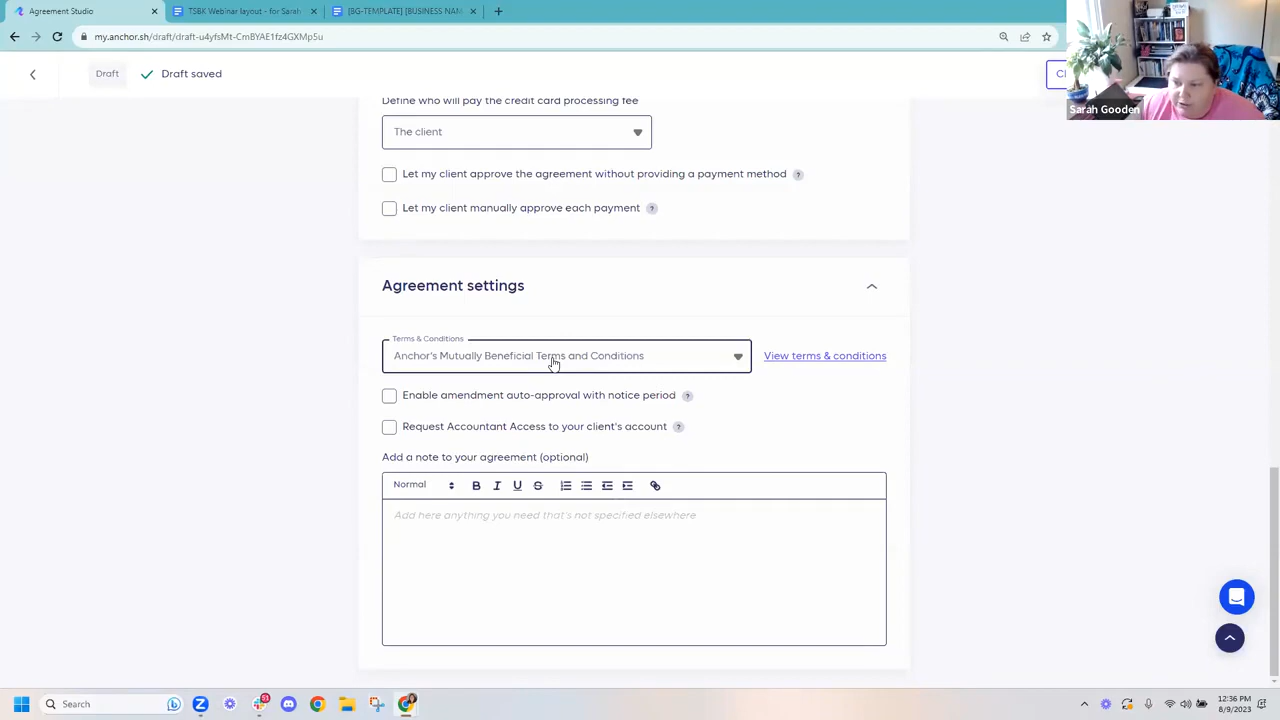 Agreement Studio
TSBK Webinar layout - for Sarah
[BG-TEMPLATE] [BUSINESS NAM
my.anchor.sh/draft/draft-u4yfsMt-CmBYAE1fz4GXMp5u
Draft
Draft saved
Sarah Gooden
Define who will pay the credit card processing fee
The client
Let my client approve the agreement without providing a payment method ?
Let my client manually approve each payment ?
Agreement settings
Terms & Conditions
Anchor's Mutually Beneficial Terms and Conditions
View terms & conditions
Enable amendment auto-approval with notice period ?
Request Accountant Access to your client's account ?
Add a note to your agreement (optional)
Normal B I U S
Add here anything you need that's not specified elsewhere
Search
51
12:36 PM
8/9/2023